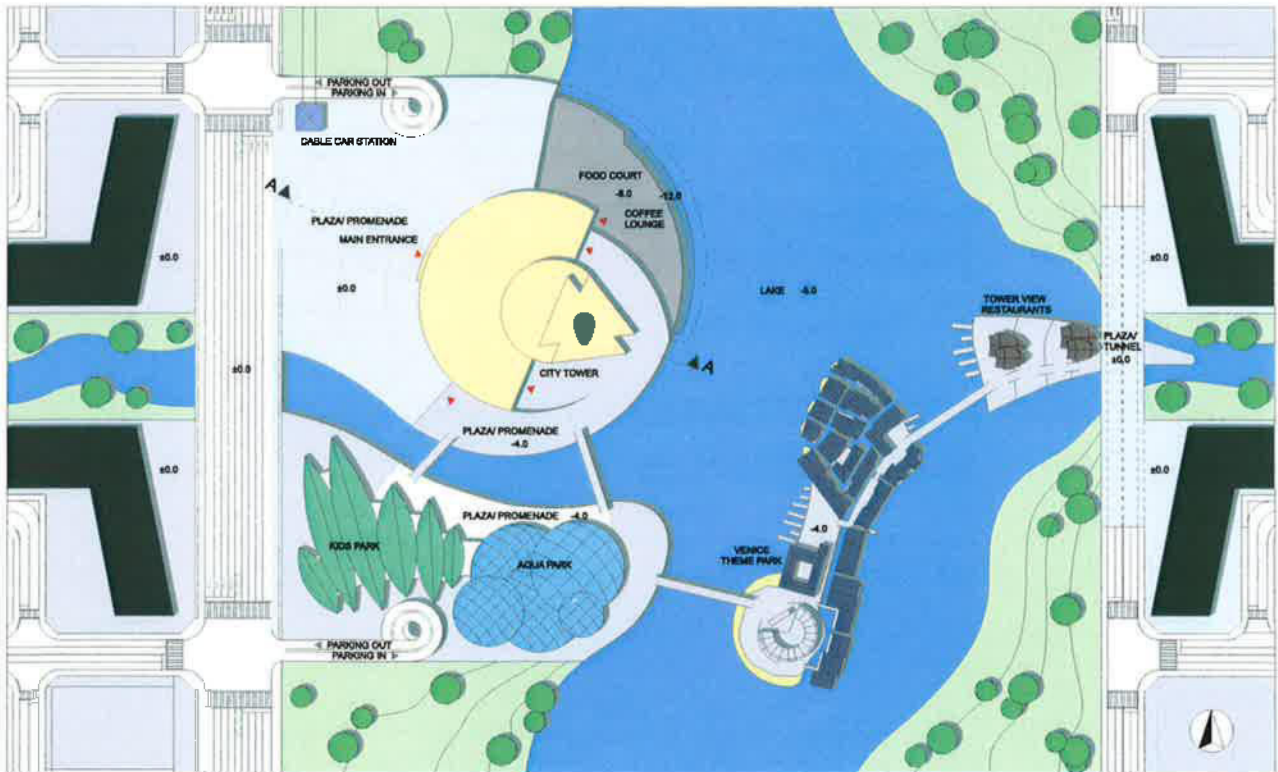 ◄ PARKING OUT
PARKING IN ►
CABLE CAR STATION
A
FOOD COURT
-8.0
-12.0
COFFEE
LOUNGE
PLAZA/ PROMENADE
MAIN ENTRANCE
±0.0
±0.0
±0.0
±0.0
LAKE -5.0
TOWER VIEW
RESTAURANTS
PLAZA/
TUNNEL
±0.0
A
CITY TOWER
PLAZA/ PROMENADE
-4.0
±0.0
±0.0
PLAZA/ PROMENADE -4.0
-4.0
KIDS PARK
AQUA PARK
VENICE
THEME PARK
◄ PARKING OUT
PARKING IN ►